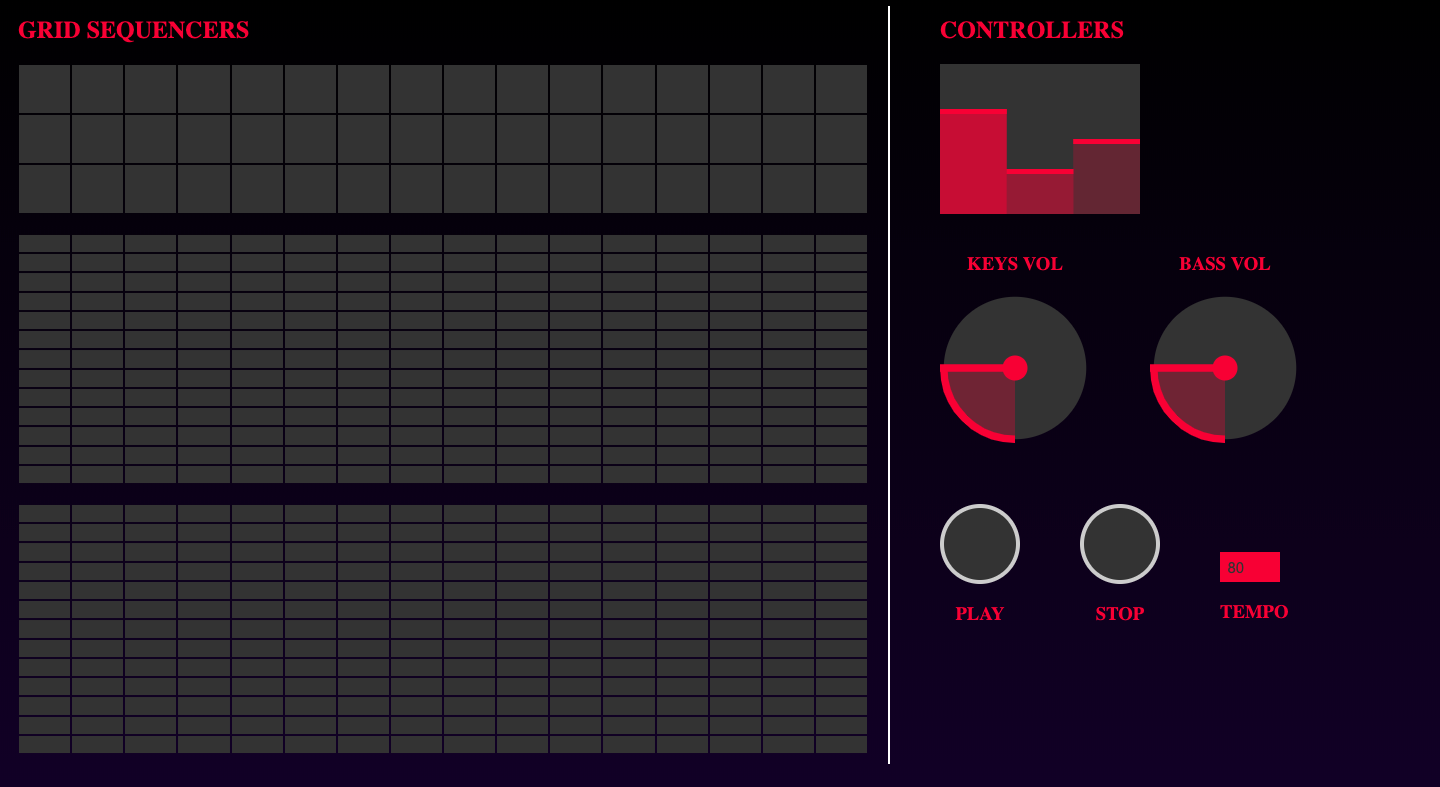 GRID SEQUENCERS
CONTROLLERS
KEYS VOL
BASS VOL
80
PLAY
STOP
TEMPO